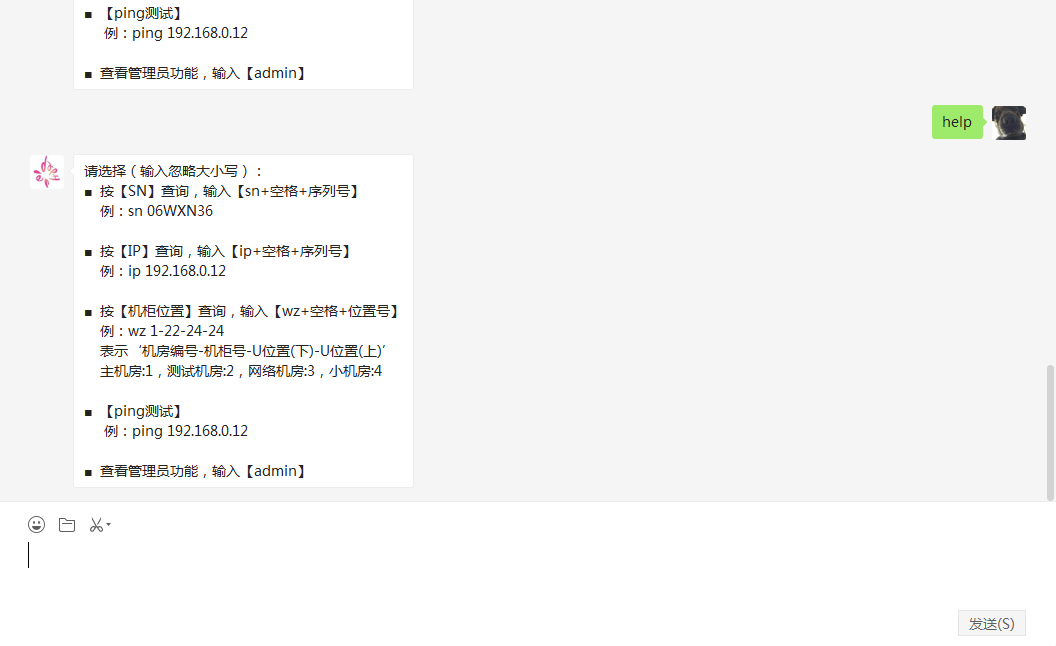 ▪ 【ping测试】
例：ping 192.168.0.12
▪ 查看管理员功能，输入【admin】
help
请选择（输入忽略大小写）：
▪ 按【SN】查询，输入【sn+空格+序列号】
例：sn 06WXN36
▪ 按【IP】查询，输入【ip+空格+序列号】
例：ip 192.168.0.12
▪ 按【机柜位置】查询，输入【wz+空格+位置号】
例：wz 1-22-24-24
表示‘机房编号-机柜号-U位置(下)-U位置(上)’
主机房:1，测试机房:2，网络机房:3，小机房:4
▪ 【ping测试】
例：ping 192.168.0.12
▪ 查看管理员功能，输入【admin】
发送(S)